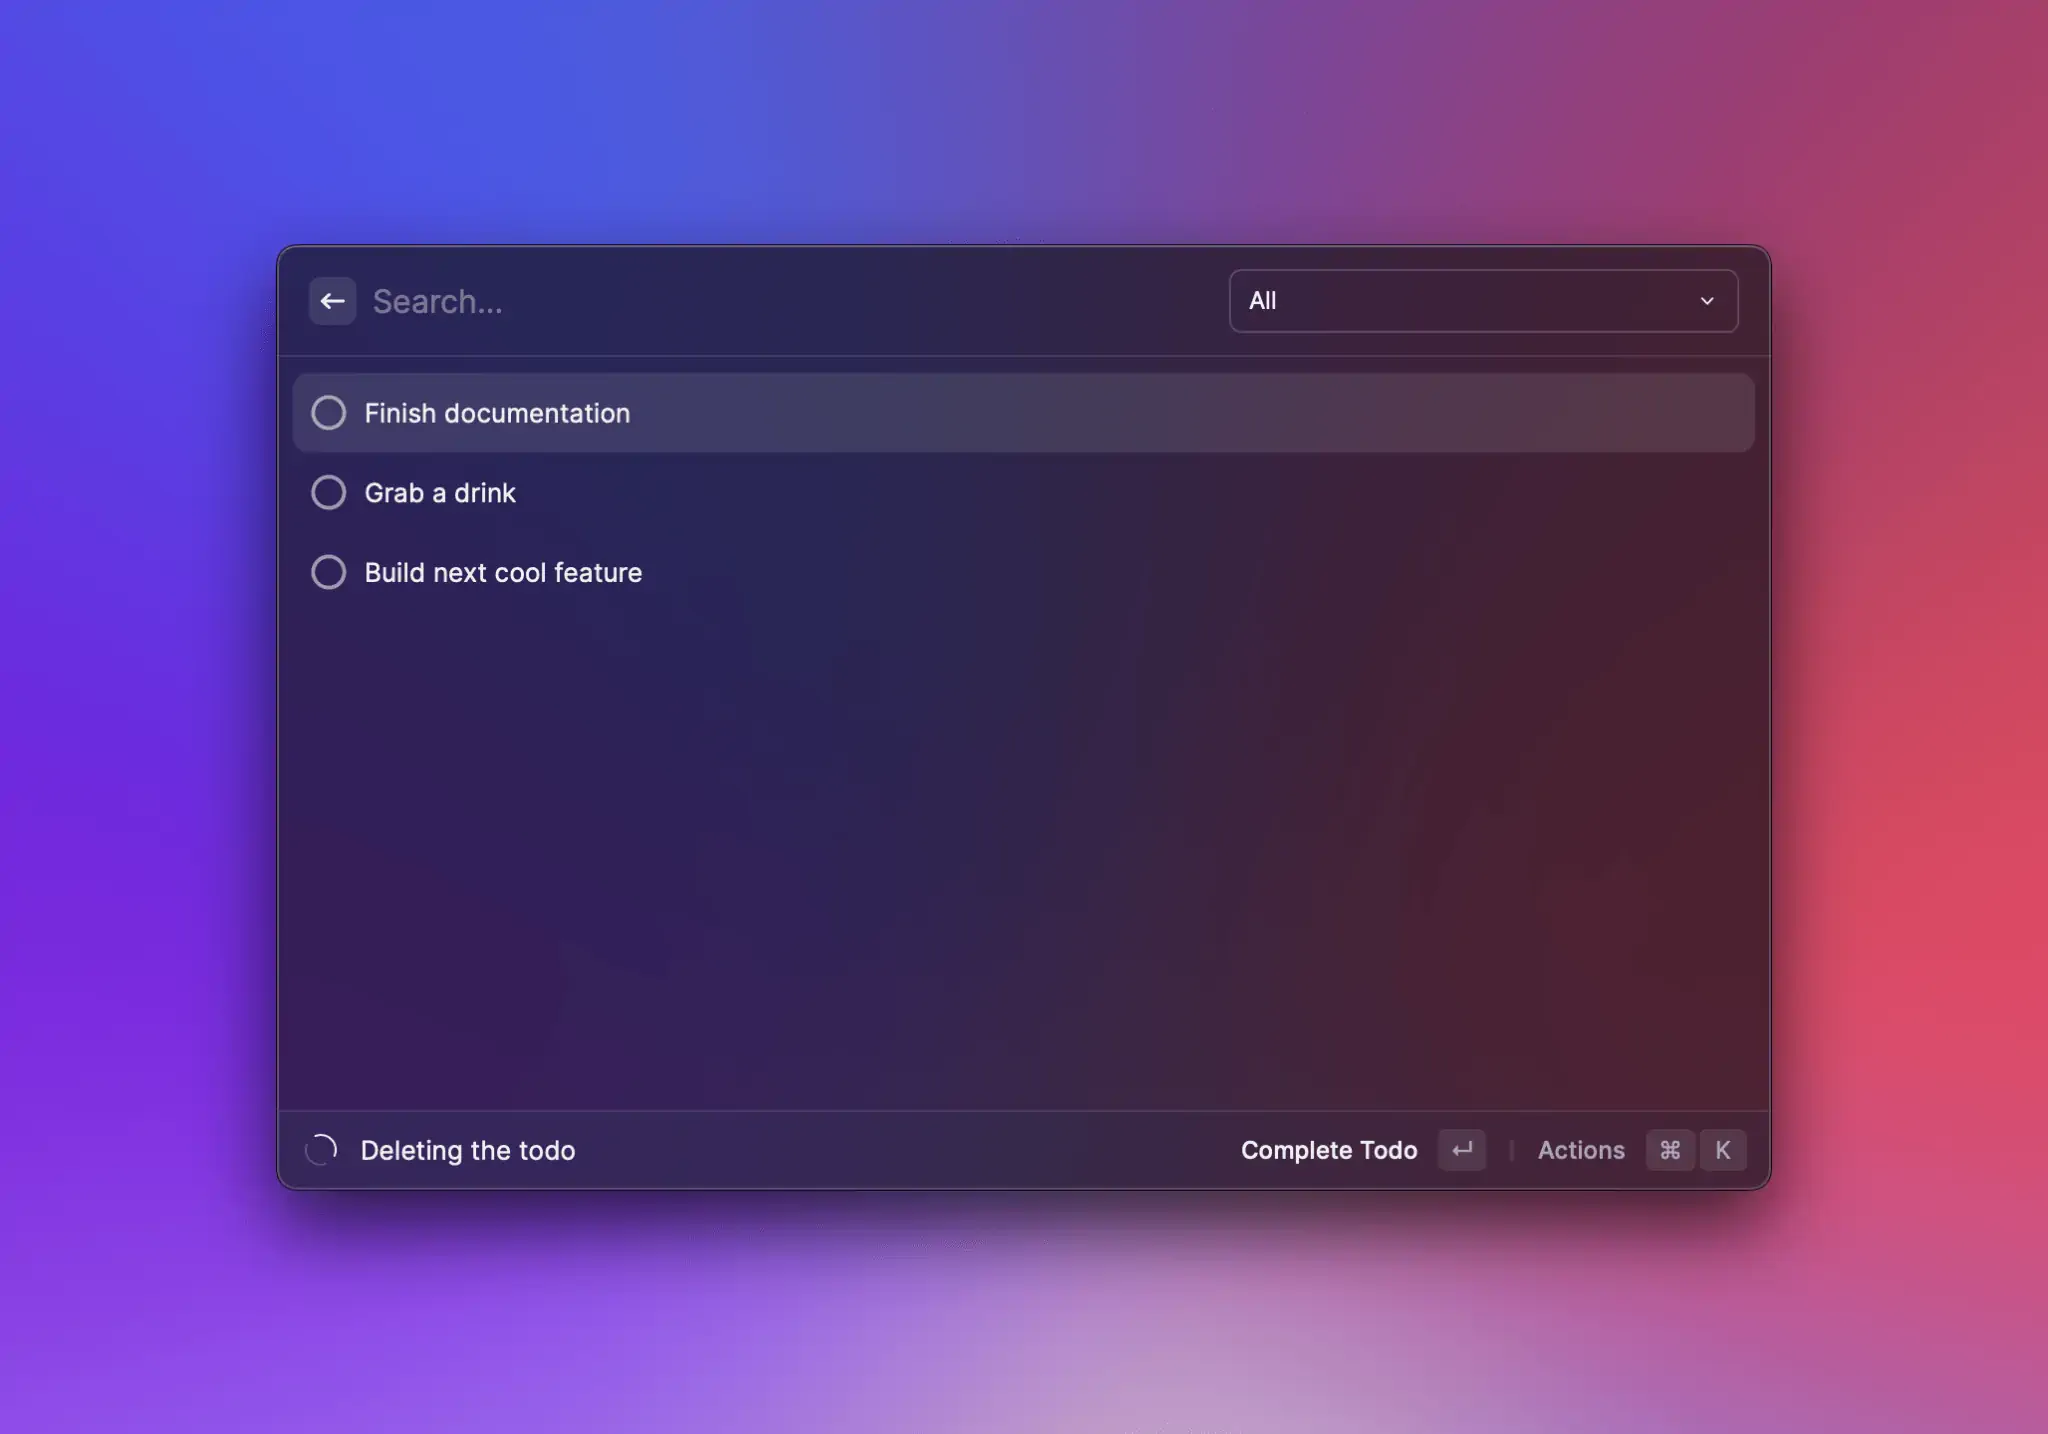 Search...
All
Finish documentation
Grab a drink
Build next cool feature
Deleting the todo
Complete Todo ↵ | Actions ⌘ K